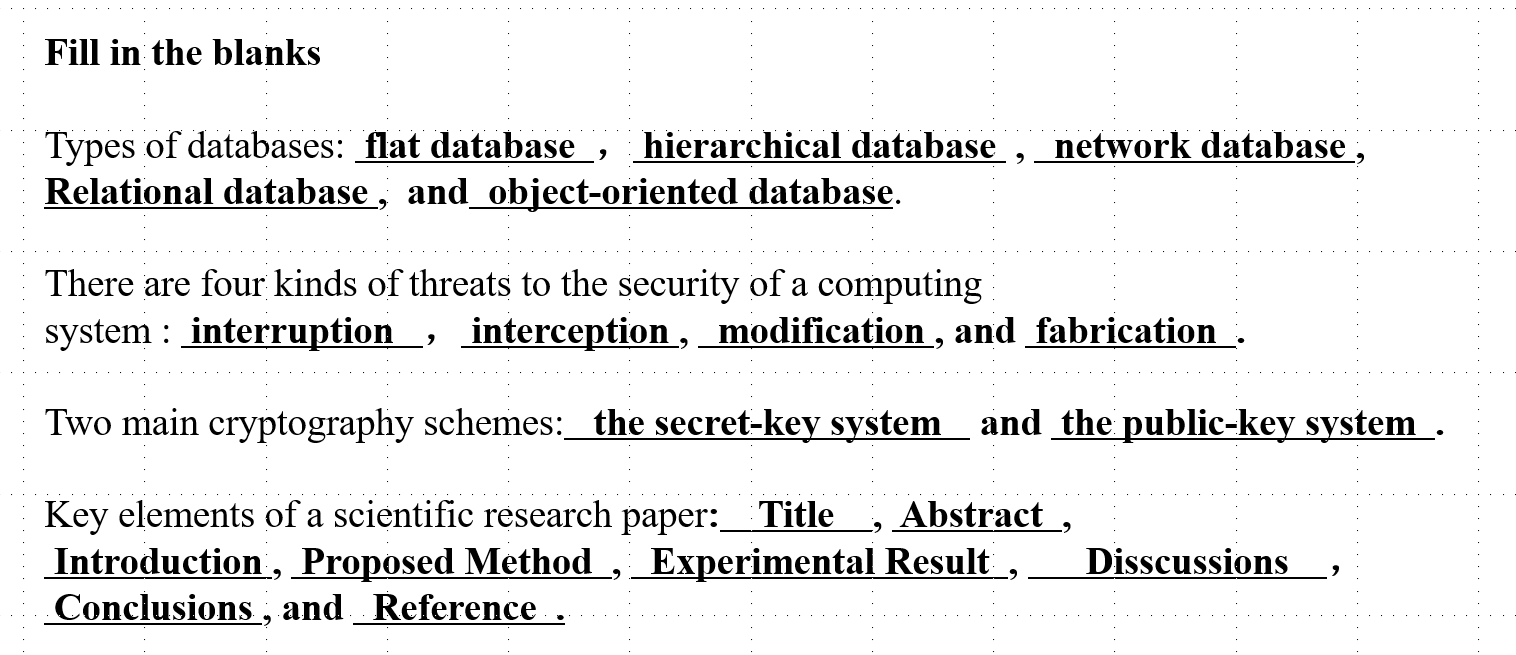 Fill in the blanks
Types of databases: flat database ， hierarchical database , network database ,
Relational database , and object-oriented database.
There are four kinds of threats to the security of a computing
system : interruption ， interception , modification , and fabrication .
Two main cryptography schemes: the secret-key system and the public-key system .
Key elements of a scientific research paper: Title , Abstract ,
Introduction , Proposed Method , Experimental Result , Disscussions ,
Conclusions , and Reference .